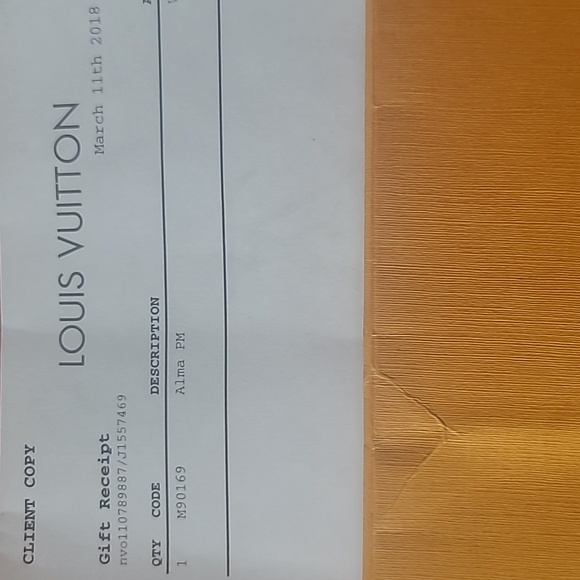 CLIENT COPY
LOUIS VUITTON
March 11th 2018
Gift Receipt
nvo110789887/J1557469
QTY CODE DESCRIPTION
1 M90169 Alma PM